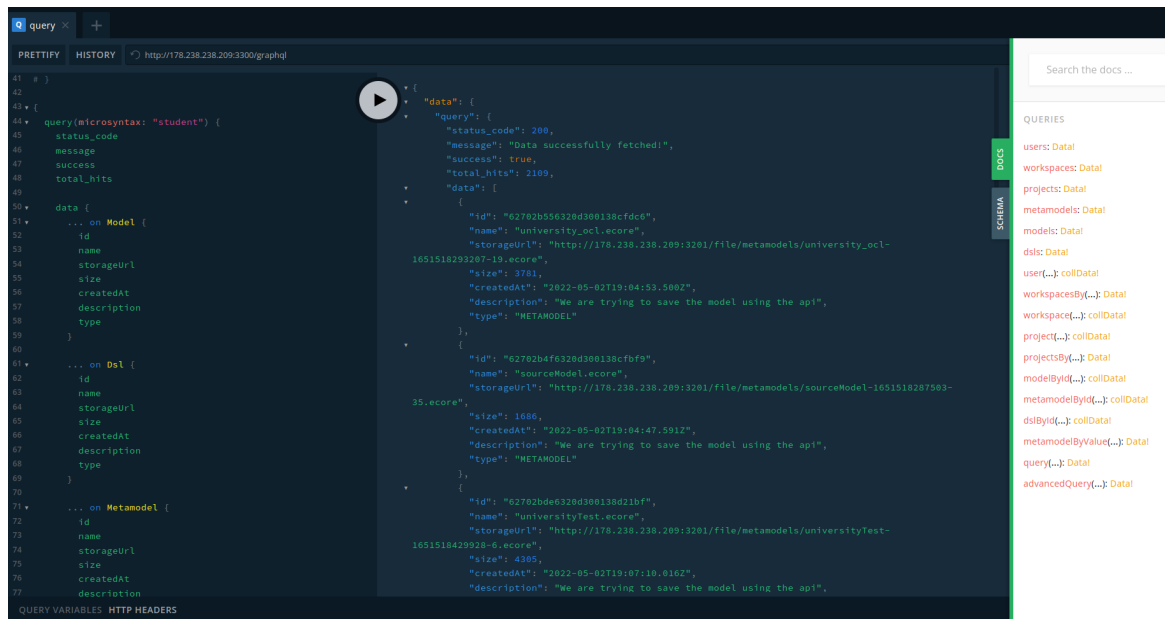 Q query × +
PRETTIFY HISTORY http://178.238.238.209:3300/graphql
41 # }
42
43 {
44 query(microsyntax: "student") {
45 status_code
46 message
47 success
48 total_hits
49
50 data {
51 ... on Model {
52 id
53 name
54 storageUrl
55 size
56 createdAt
57 description
58 type
59 }
60
61 ... on Dsl {
62 id
63 name
64 storageUrl
65 size
66 createdAt
67 description
68 type
69 }
70
71 ... on Metamodel {
72 id
73 name
74 storageUrl
75 size
76 createdAt
77 description
QUERY VARIABLES HTTP HEADERS
{
"data": {
"query": {
"status_code": 200,
"message": "Data successfully fetched!",
"success": true,
"total_hits": 2109,
"data": [
{
"id": "62702b556320d300138cfdc6",
"name": "university_ocl.ecore",
"storageUrl": "http://178.238.238.209:3201/file/metamodels/university_ocl-
1651518293207-19.ecore",
"size": 3781,
"createdAt": "2022-05-02T19:04:53.500Z",
"description": "We are trying to save the model using the api",
"type": "METAMODEL"
},
{
"id": "62702b4f6320d300138cfbf9",
"name": "sourceModel.ecore",
"storageUrl": "http://178.238.238.209:3201/file/metamodels/sourceModel-1651518287503-
35.ecore",
"size": 1686,
"createdAt": "2022-05-02T19:04:47.591Z",
"description": "We are trying to save the model using the api",
"type": "METAMODEL"
},
{
"id": "62702bde6320d300138d21bf",
"name": "universityTest.ecore",
"storageUrl": "http://178.238.238.209:3201/file/metamodels/universityTest-
1651518429928-6.ecore",
"size": 4305,
"createdAt": "2022-05-02T19:07:10.016Z",
"description": "We are trying to save the model using the api",
DOCS
SCHEMA
Search the docs ...
QUERIES
users: Data!
workspaces: Data!
projects: Data!
metamodels: Data!
models: Data!
dsls: Data!
user(...): collData!
workspacesBy(...): Data!
workspace(...): collData!
project(...): collData!
projectsBy(...): Data!
modelById(...): collData!
metamodelById(...): collData!
dslById(...): collData!
metamodelByValue(...): Data!
query(...): Data!
advancedQuery(...): Data!